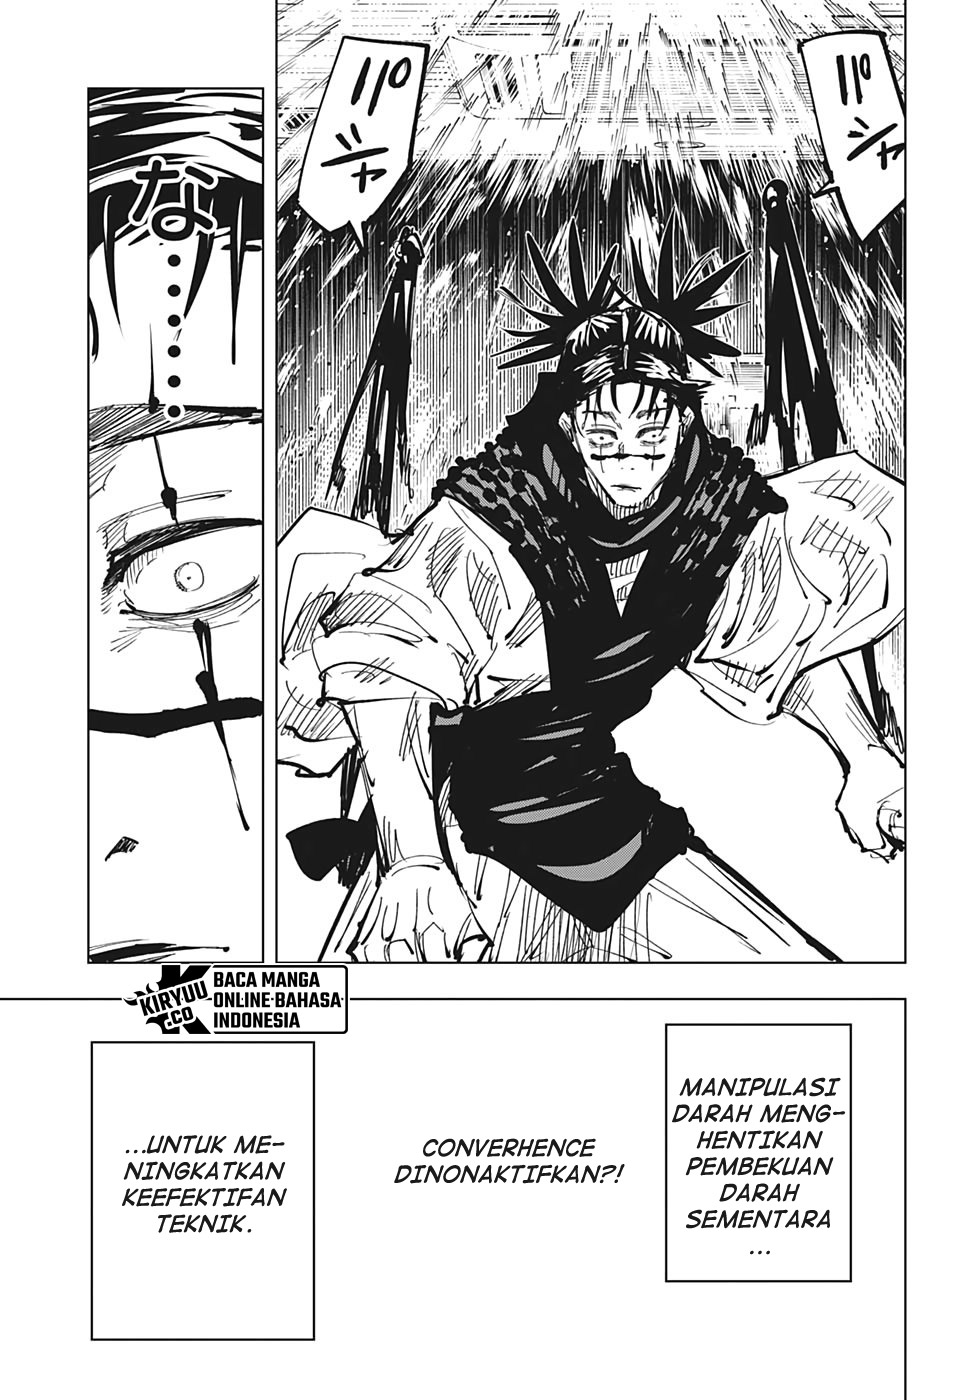 パシャ
パシャ
な……
KIRYUU
.CO
BACA MANGA
ONLINE BAHASA
INDONESIA
MANIPULASI
DARAH MENG-
HENTIKAN
PEMBEKUAN
DARAH
SEMENTARA
...
CONVERHENCE
DINONAKTIFKAN?!
...UNTUK ME-
NINGKATKAN
KEEFEKTIFAN
TEKNIK.